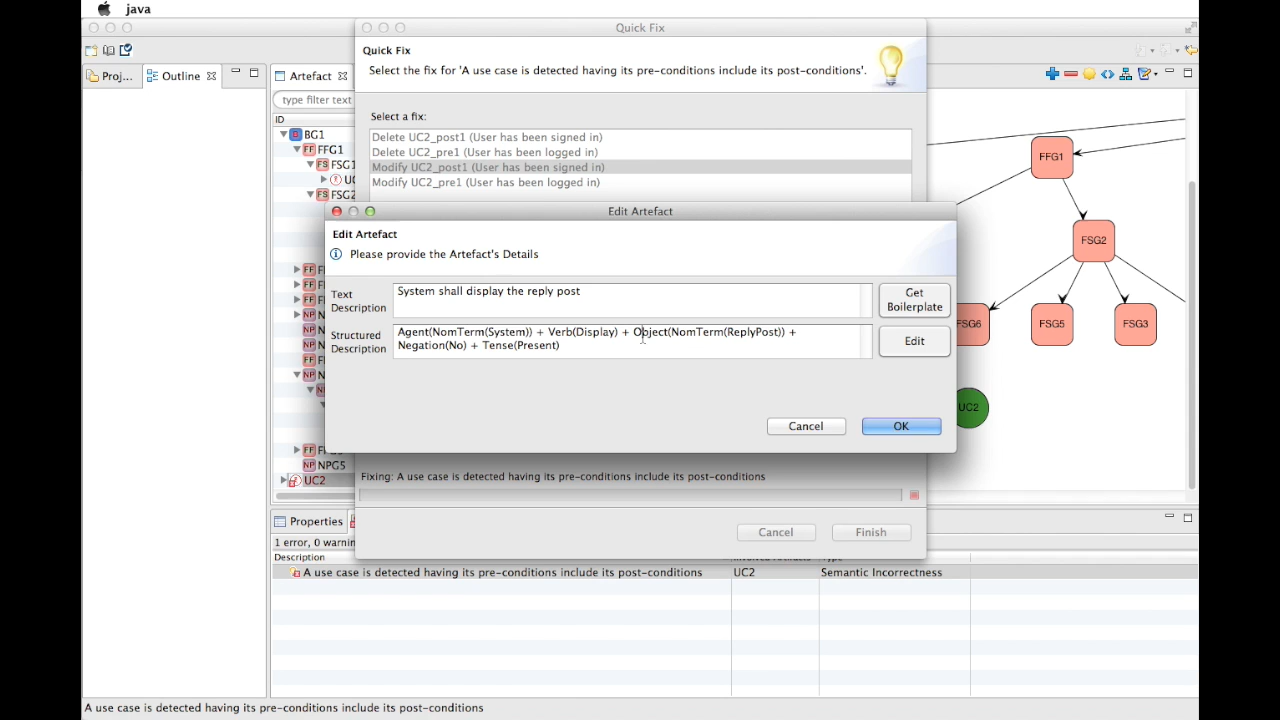 java
Quick Fix
Quick Fix
Select the fix for 'A use case is detected having its pre-conditions include its post-conditions'.
Proj...
Outline
Artefact
type filter text
Select a fix:
ID
Delete UC2_post1 (User has been signed in)
Delete UC2_pre1 (User has been logged in)
Modify UC2_post1 (User has been signed in)
Modify UC2_pre1 (User has been logged in)
BG1
FF FFG1
FS FSG1
UC
FS FSG2
FFG1
FSG2
FSG6
FSG5
FSG3
UC2
Edit Artefact
Edit Artefact
Please provide the Artefact's Details
Text Description
System shall display the reply post
Get Boilerplate
Structured Description
Agent(NomTerm(System)) + Verb(Display) + Object(NomTerm(ReplyPost)) +
Negation(No) + Tense(Present)
Edit
Cancel
OK
NP NPG5
UC2
Fixing: A use case is detected having its pre-conditions include its post-conditions
Cancel
Finish
Properties
1 error, 0 warnin
Description
A use case is detected having its pre-conditions include its post-conditions
UC2
Semantic Incorrectness
A use case is detected having its pre-conditions include its post-conditions